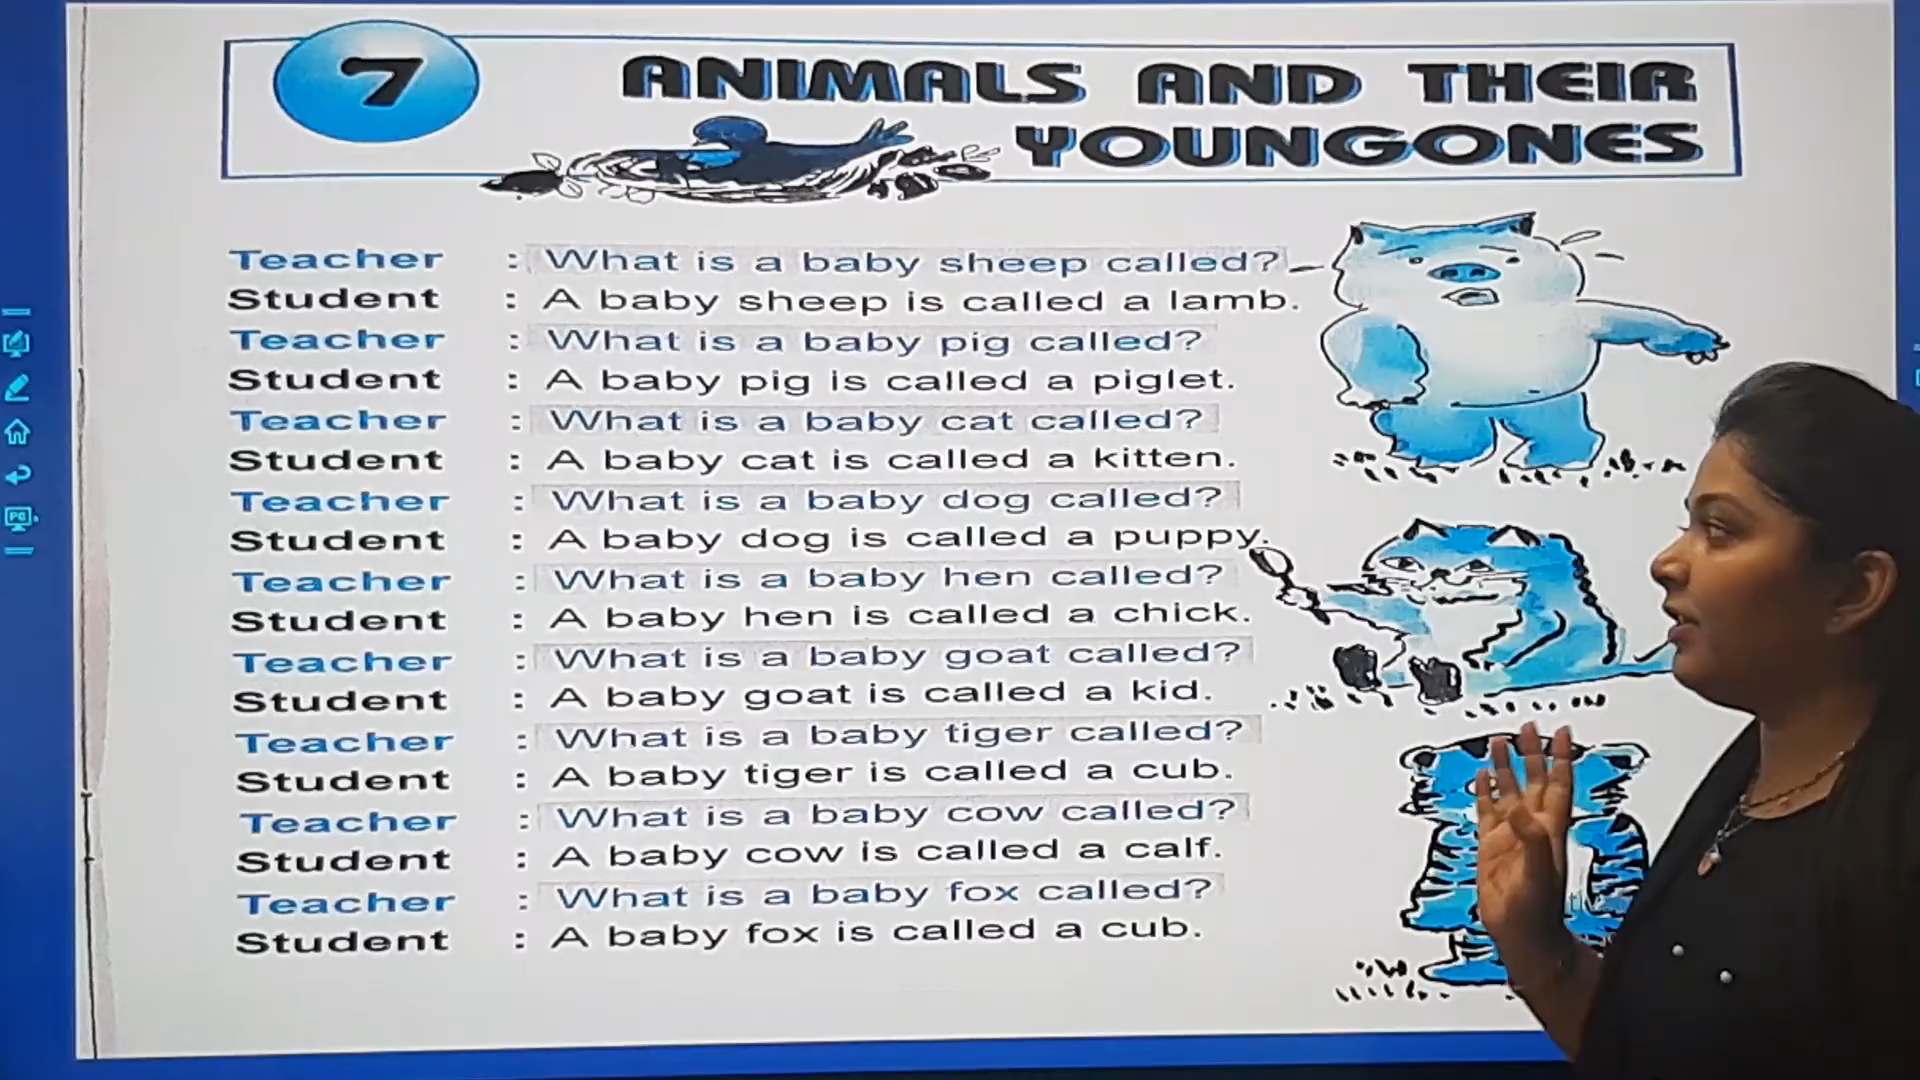 7
ANIMALS AND THEIR
YOUNGONES
Teacher : What is a baby sheep called?
Student : A baby sheep is called a lamb.
Teacher : What is a baby pig called?
Student : A baby pig is called a piglet.
Teacher : What is a baby cat called?
Student : A baby cat is called a kitten.
Teacher : What is a baby dog called?
Student : A baby dog is called a puppy.
Teacher : What is a baby hen called?
Student : A baby hen is called a chick.
Teacher : What is a baby goat called?
Student : A baby goat is called a kid.
Teacher : What is a baby tiger called?
Student : A baby tiger is called a cub.
Teacher : What is a baby cow called?
Student : A baby cow is called a calf.
Teacher : What is a baby fox called?
Student : A baby fox is called a cub.
PC